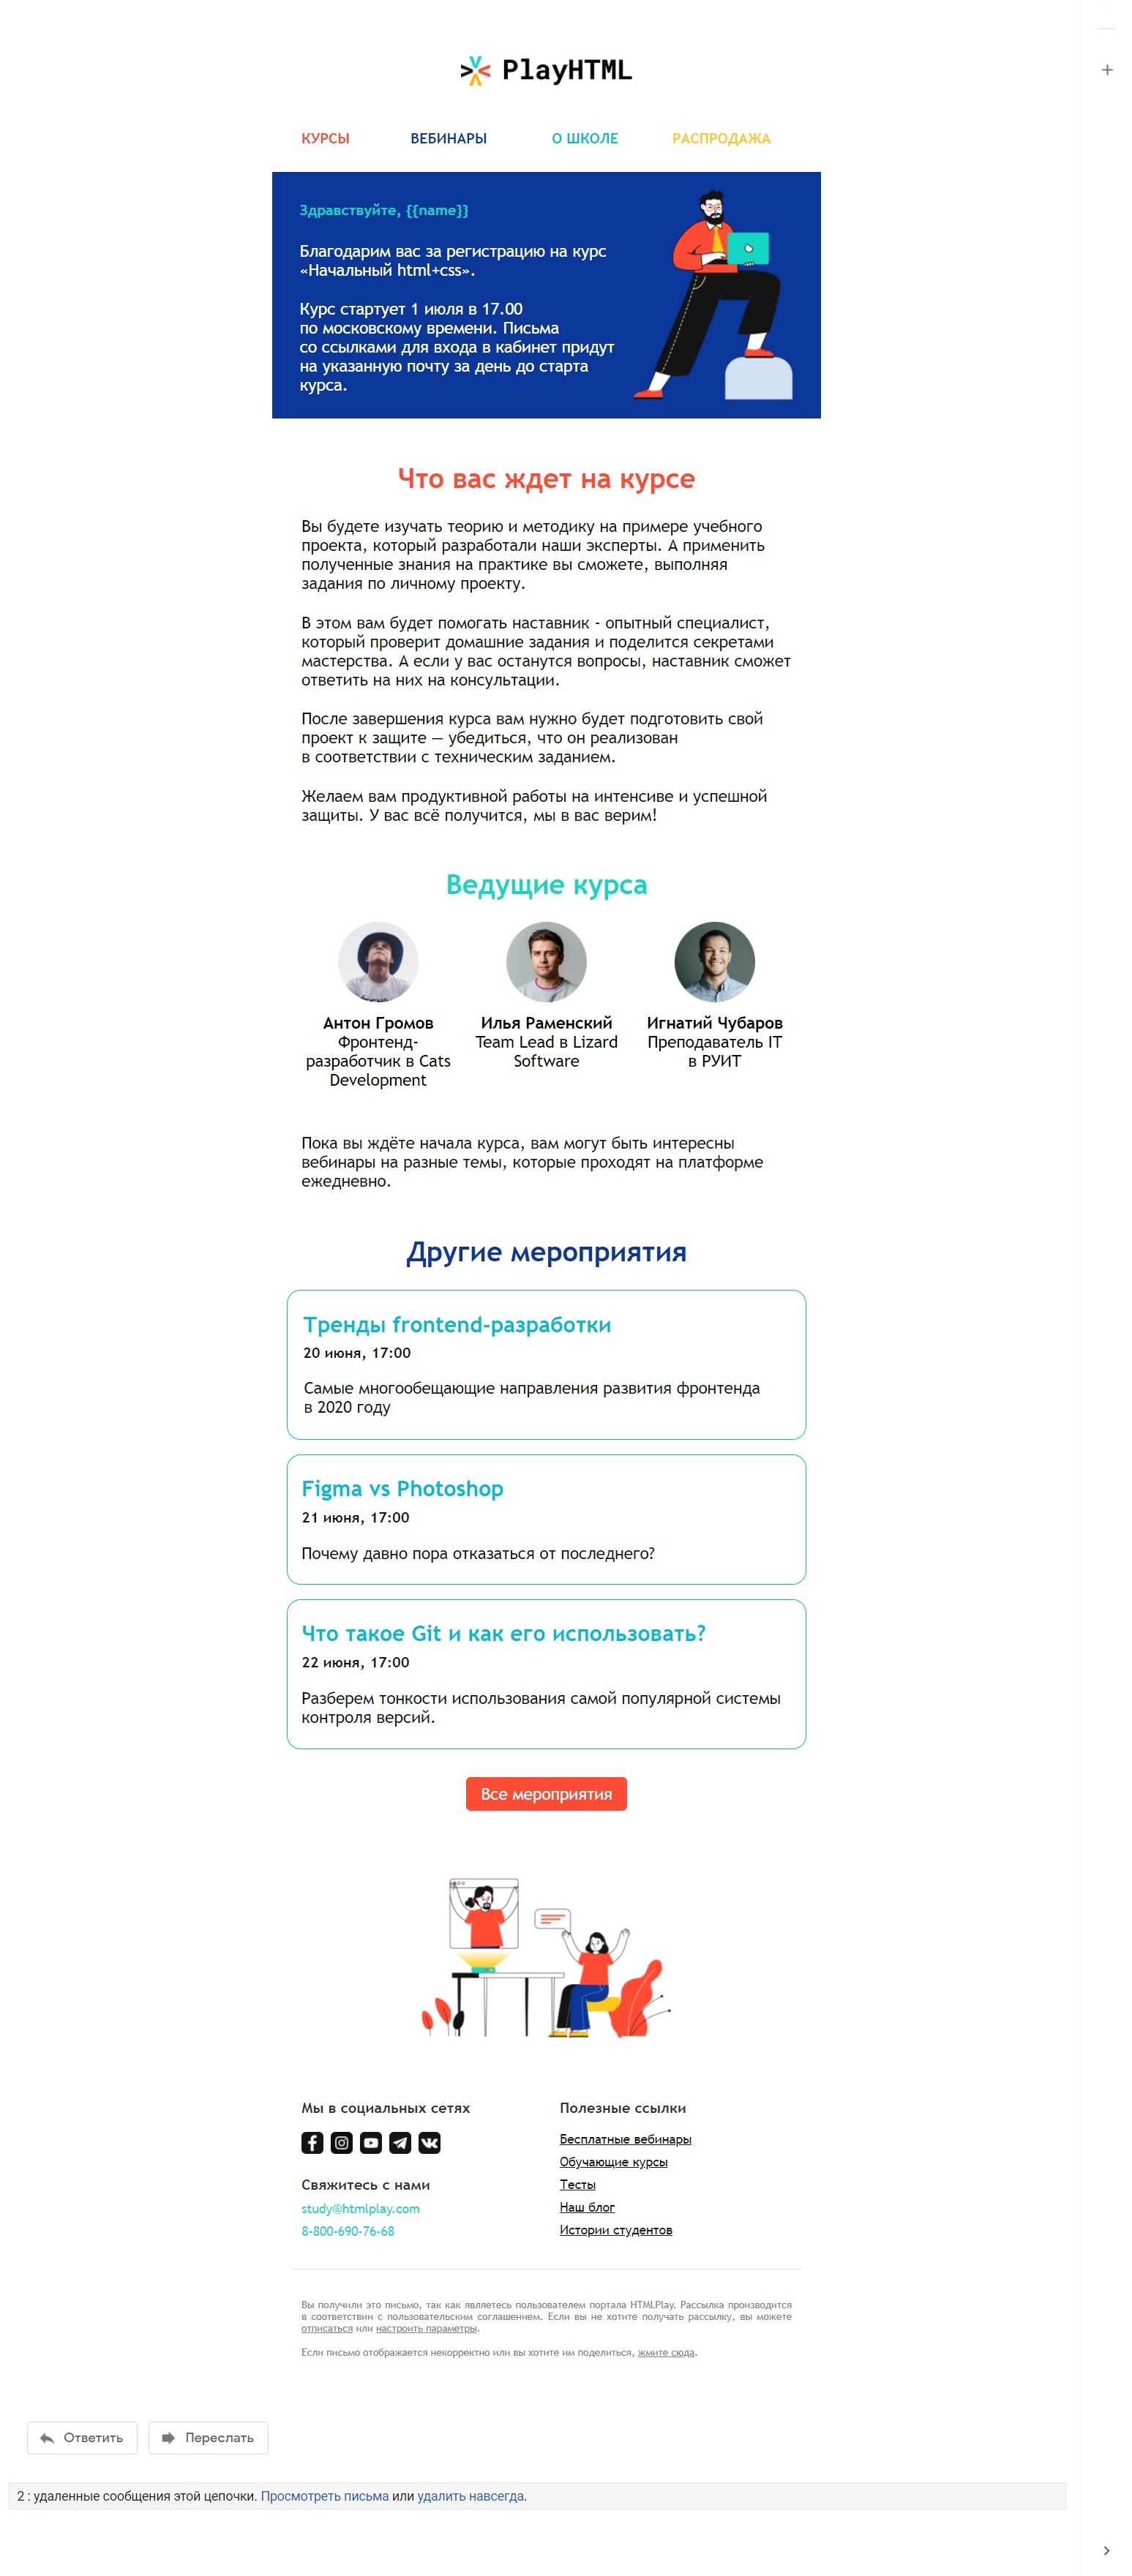 PlayHTML
КУРСЫ ВЕБИНАРЫ О ШКОЛЕ РАСПРОДАЖА
Здравствуйте, {{name}}
Благодарим вас за регистрацию на курс
«Начальный html+css».
Курс стартует 1 июля в 17.00
по московскому времени. Письма
со ссылками для входа в кабинет придут
на указанную почту за день до старта
курса.
Что вас ждет на курсе
Вы будете изучать теорию и методику на примере учебного
проекта, который разработали наши эксперты. А применить
полученные знания на практике вы сможете, выполняя
задания по личному проекту.
В этом вам будет помогать наставник - опытный специалист,
который проверит домашние задания и поделится секретами
мастерства. А если у вас останутся вопросы, наставник сможет
ответить на них на консультации.
После завершения курса вам нужно будет подготовить свой
проект к защите — убедиться, что он реализован
в соответствии с техническим заданием.
Желаем вам продуктивной работы на интенсиве и успешной
защиты. У вас всё получится, мы в вас верим!
Ведущие курса
Антон Громов
Фронтенд-
разработчик в Cats
Development
Илья Раменский
Team Lead в Lizard
Software
Игнатий Чубаров
Преподаватель IT
в РУИТ
Пока вы ждёте начала курса, вам могут быть интересны
вебинары на разные темы, которые проходят на платформе
ежедневно.
Другие мероприятия
Тренды frontend-разработки
20 июня, 17:00
Самые многообещающие направления развития фронтенда
в 2020 году
Figma vs Photoshop
21 июня, 17:00
Почему давно пора отказаться от последнего?
Что такое Git и как его использовать?
22 июня, 17:00
Разберем тонкости использования самой популярной системы
контроля версий.
Все мероприятия
Мы в социальных сетях
Свяжитесь с нами
study@htmlplay.com
8-800-690-76-68
Полезные ссылки
Бесплатные вебинары
Обучающие курсы
Тесты
Наш блог
Истории студентов
Вы получили это письмо, так как являетесь пользователем портала HTMLPlay. Рассылка производится
в соответствии с пользовательским соглашением. Если вы не хотите получать рассылку, вы можете
отписаться или настроить параметры.
Если письмо отображается некорректно или вы хотите им поделиться, жмите сюда.
Ответить Переслать
2 : удаленные сообщения этой цепочки. Просмотреть письма или удалить навсегда.